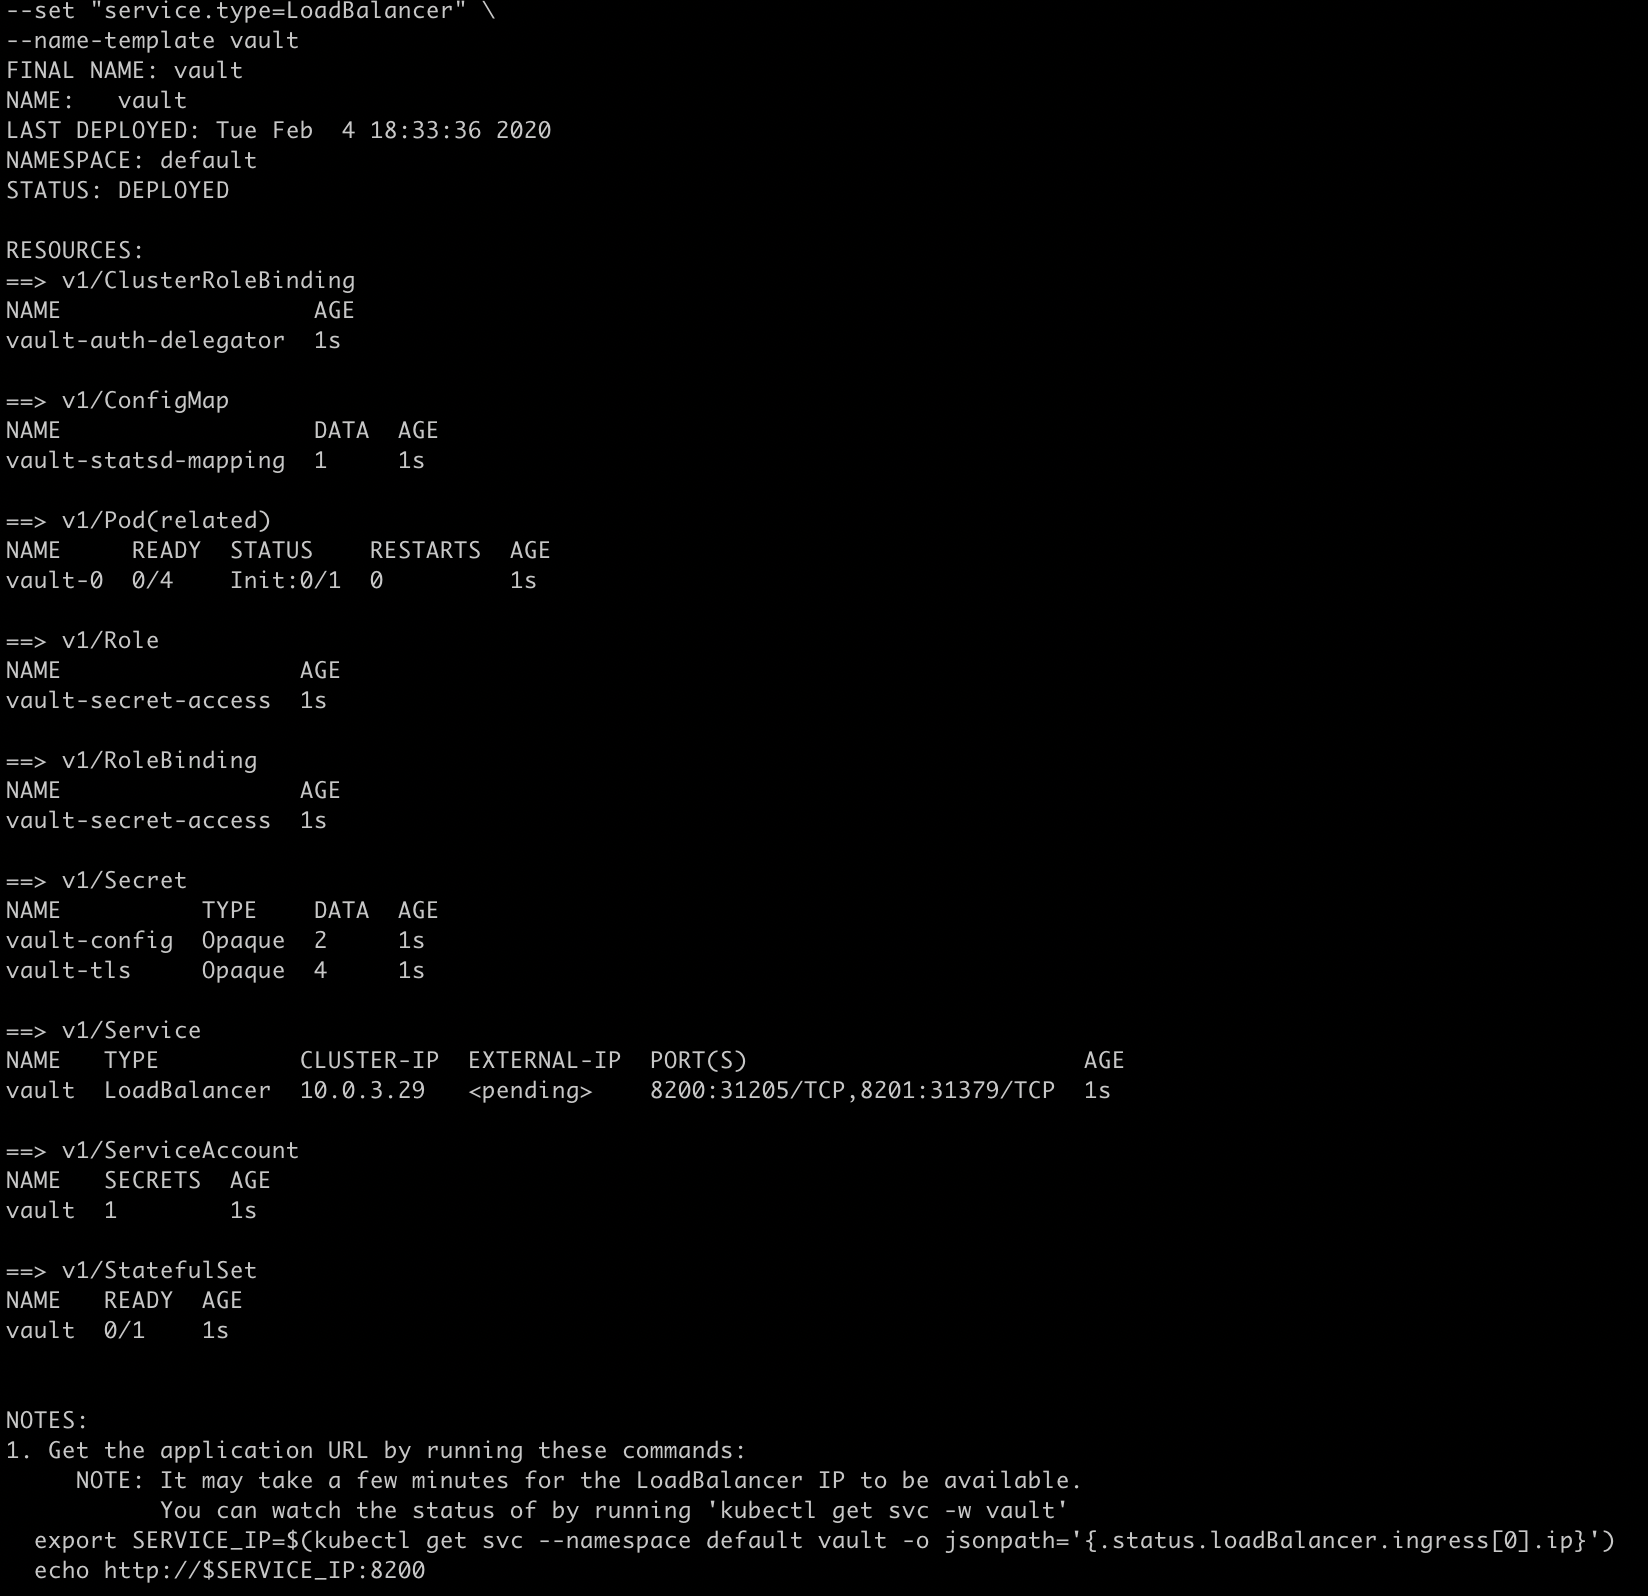 --set "service.type=LoadBalancer" \
--name-template vault
FINAL NAME: vault
NAME:   vault
LAST DEPLOYED: Tue Feb  4 18:33:36 2020
NAMESPACE: default
STATUS: DEPLOYED

RESOURCES:
==> v1/ClusterRoleBinding
NAME                  AGE
vault-auth-delegator  1s

==> v1/ConfigMap
NAME                  DATA  AGE
vault-statsd-mapping  1     1s

==> v1/Pod(related)
NAME     READY  STATUS    RESTARTS  AGE
vault-0  0/4    Init:0/1  0         1s

==> v1/Role
NAME                 AGE
vault-secret-access  1s

==> v1/RoleBinding
NAME                 AGE
vault-secret-access  1s

==> v1/Secret
NAME          TYPE    DATA  AGE
vault-config  Opaque  2     1s
vault-tls     Opaque  4     1s

==> v1/Service
NAME   TYPE          CLUSTER-IP  EXTERNAL-IP  PORT(S)                        AGE
vault  LoadBalancer  10.0.3.29   <pending>    8200:31205/TCP,8201:31379/TCP  1s

==> v1/ServiceAccount
NAME   SECRETS  AGE
vault  1        1s

==> v1/StatefulSet
NAME   READY  AGE
vault  0/1    1s


NOTES:
1. Get the application URL by running these commands:
     NOTE: It may take a few minutes for the LoadBalancer IP to be available.
           You can watch the status of by running 'kubectl get svc -w vault'
  export SERVICE_IP=$(kubectl get svc --namespace default vault -o jsonpath='{.status.loadBalancer.ingress[0].ip}')
  echo http://$SERVICE_IP:8200